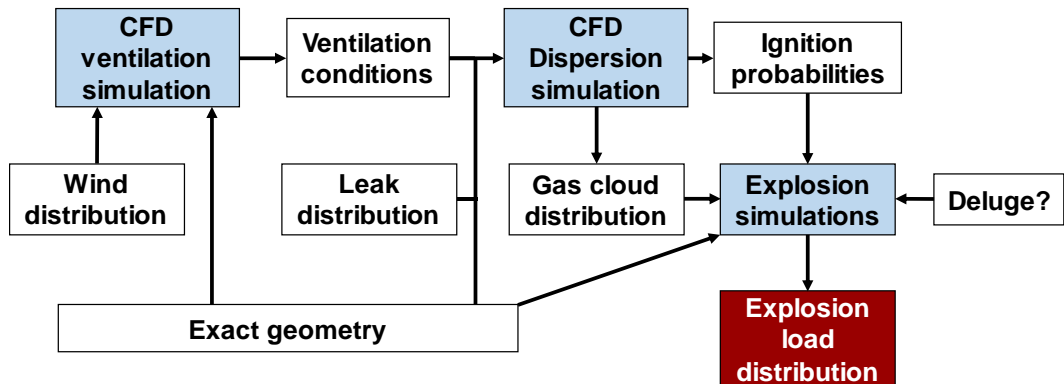 CFD
ventilation
simulation
Ventilation
conditions
CFD
Dispersion
simulation
Ignition
probabilities
Wind
distribution
Leak
distribution
Gas cloud
distribution
Explosion
simulations
Deluge?
Exact geometry
Explosion
load
distribution